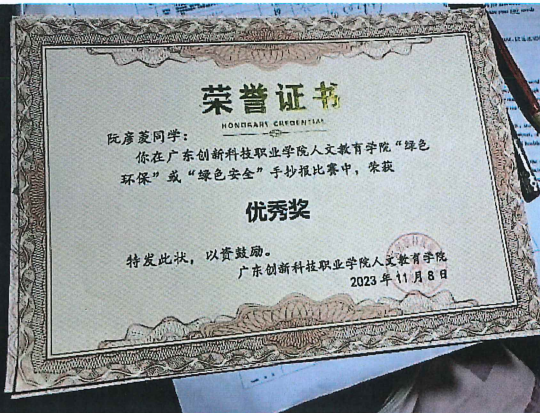 荣誉证书
HONORARY CREDENTIAL
阮彦菱同学：
你在广东创新科技职业学院人文教育学院“绿色
环保”或“绿色安全”手抄报比赛中，荣获
优秀奖
特发此状，以资鼓励。
广东创新科技职业学院人文教育学院
2023年11月8日